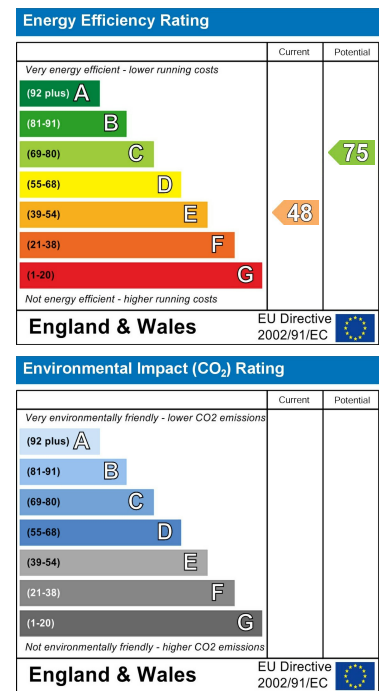 Energy Efficiency Rating
Current Potential
Very energy efficient - lower running costs
(92 plus) A
(81-91) B
(69-80) C
75
(55-68) D
(39-54) E
48
(21-38) F
(1-20) G
Not energy efficient - higher running costs
England & Wales
EU Directive
2002/91/EC
Environmental Impact (CO₂) Rating
Current Potential
Very environmentally friendly - lower CO2 emissions
(92 plus) A
(81-91) B
(69-80) C
(55-68) D
(39-54) E
(21-38) F
(1-20) G
Not environmentally friendly - higher CO2 emissions
England & Wales
EU Directive
2002/91/EC